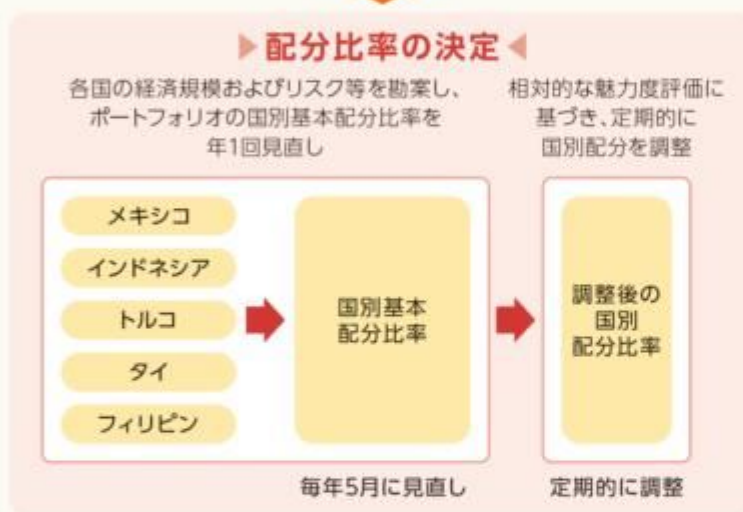 配分比率の決定
各国の経済規模およびリスク等を勘案し、
ポートフォリオの国別基本配分比率を
年1回見直し
相対的な魅力度評価に
基づき、定期的に
国別配分を調整
メキシコ
インドネシア
トルコ
タイ
フィリピン
国別基本
配分比率
調整後の
国別
配分比率
毎年5月に見直し
定期的に調整